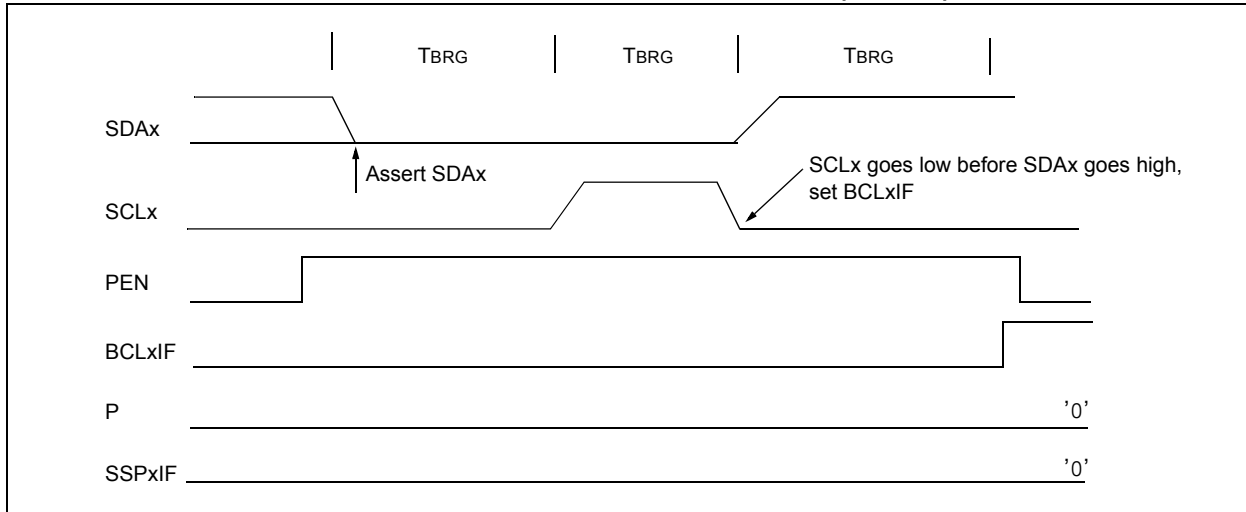 TBRG TBRG TBRG
SDAx
Assert SDAx
SCLx goes low before SDAx goes high,
set BCLxIF
SCLx
PEN
BCLxIF
P '0'
SSPxIF '0'